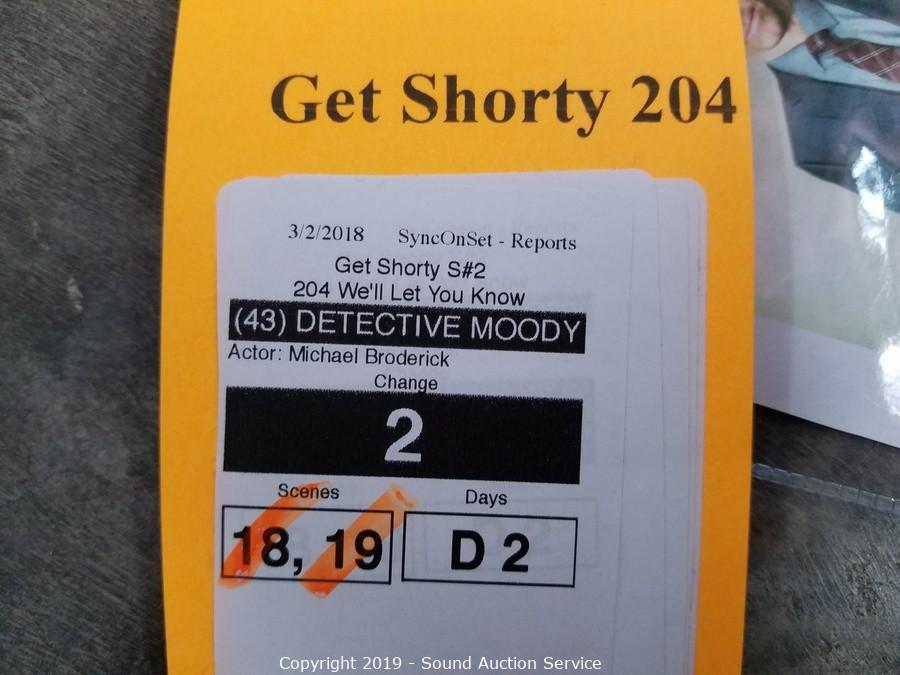 Get Shorty 204
3/2/2018 SyncOnSet - Reports
Get Shorty S#2
204 We'll Let You Know
(43) DETECTIVE MOODY
Actor: Michael Broderick
Change
2
Scenes Days
18, 19 D 2
Copyright 2019 - Sound Auction Service